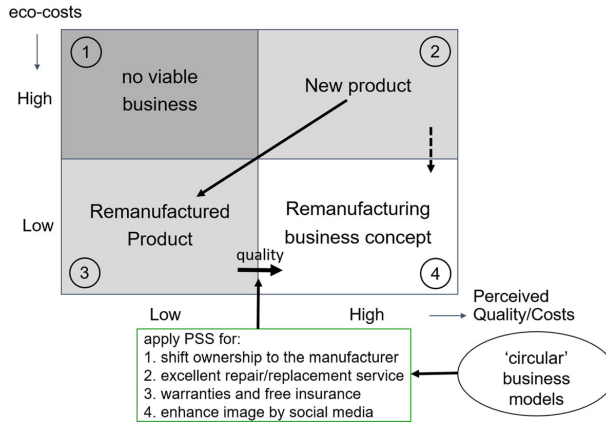 eco-costs
1
2
no viable
business
New product
High
Remanufactured
Product
Remanufacturing
business concept
Low
quality
3
4
Low
High
Perceived
Quality/Costs
apply PSS for:
1. shift ownership to the manufacturer
2. excellent repair/replacement service
3. warranties and free insurance
4. enhance image by social media
‘circular’
business
models